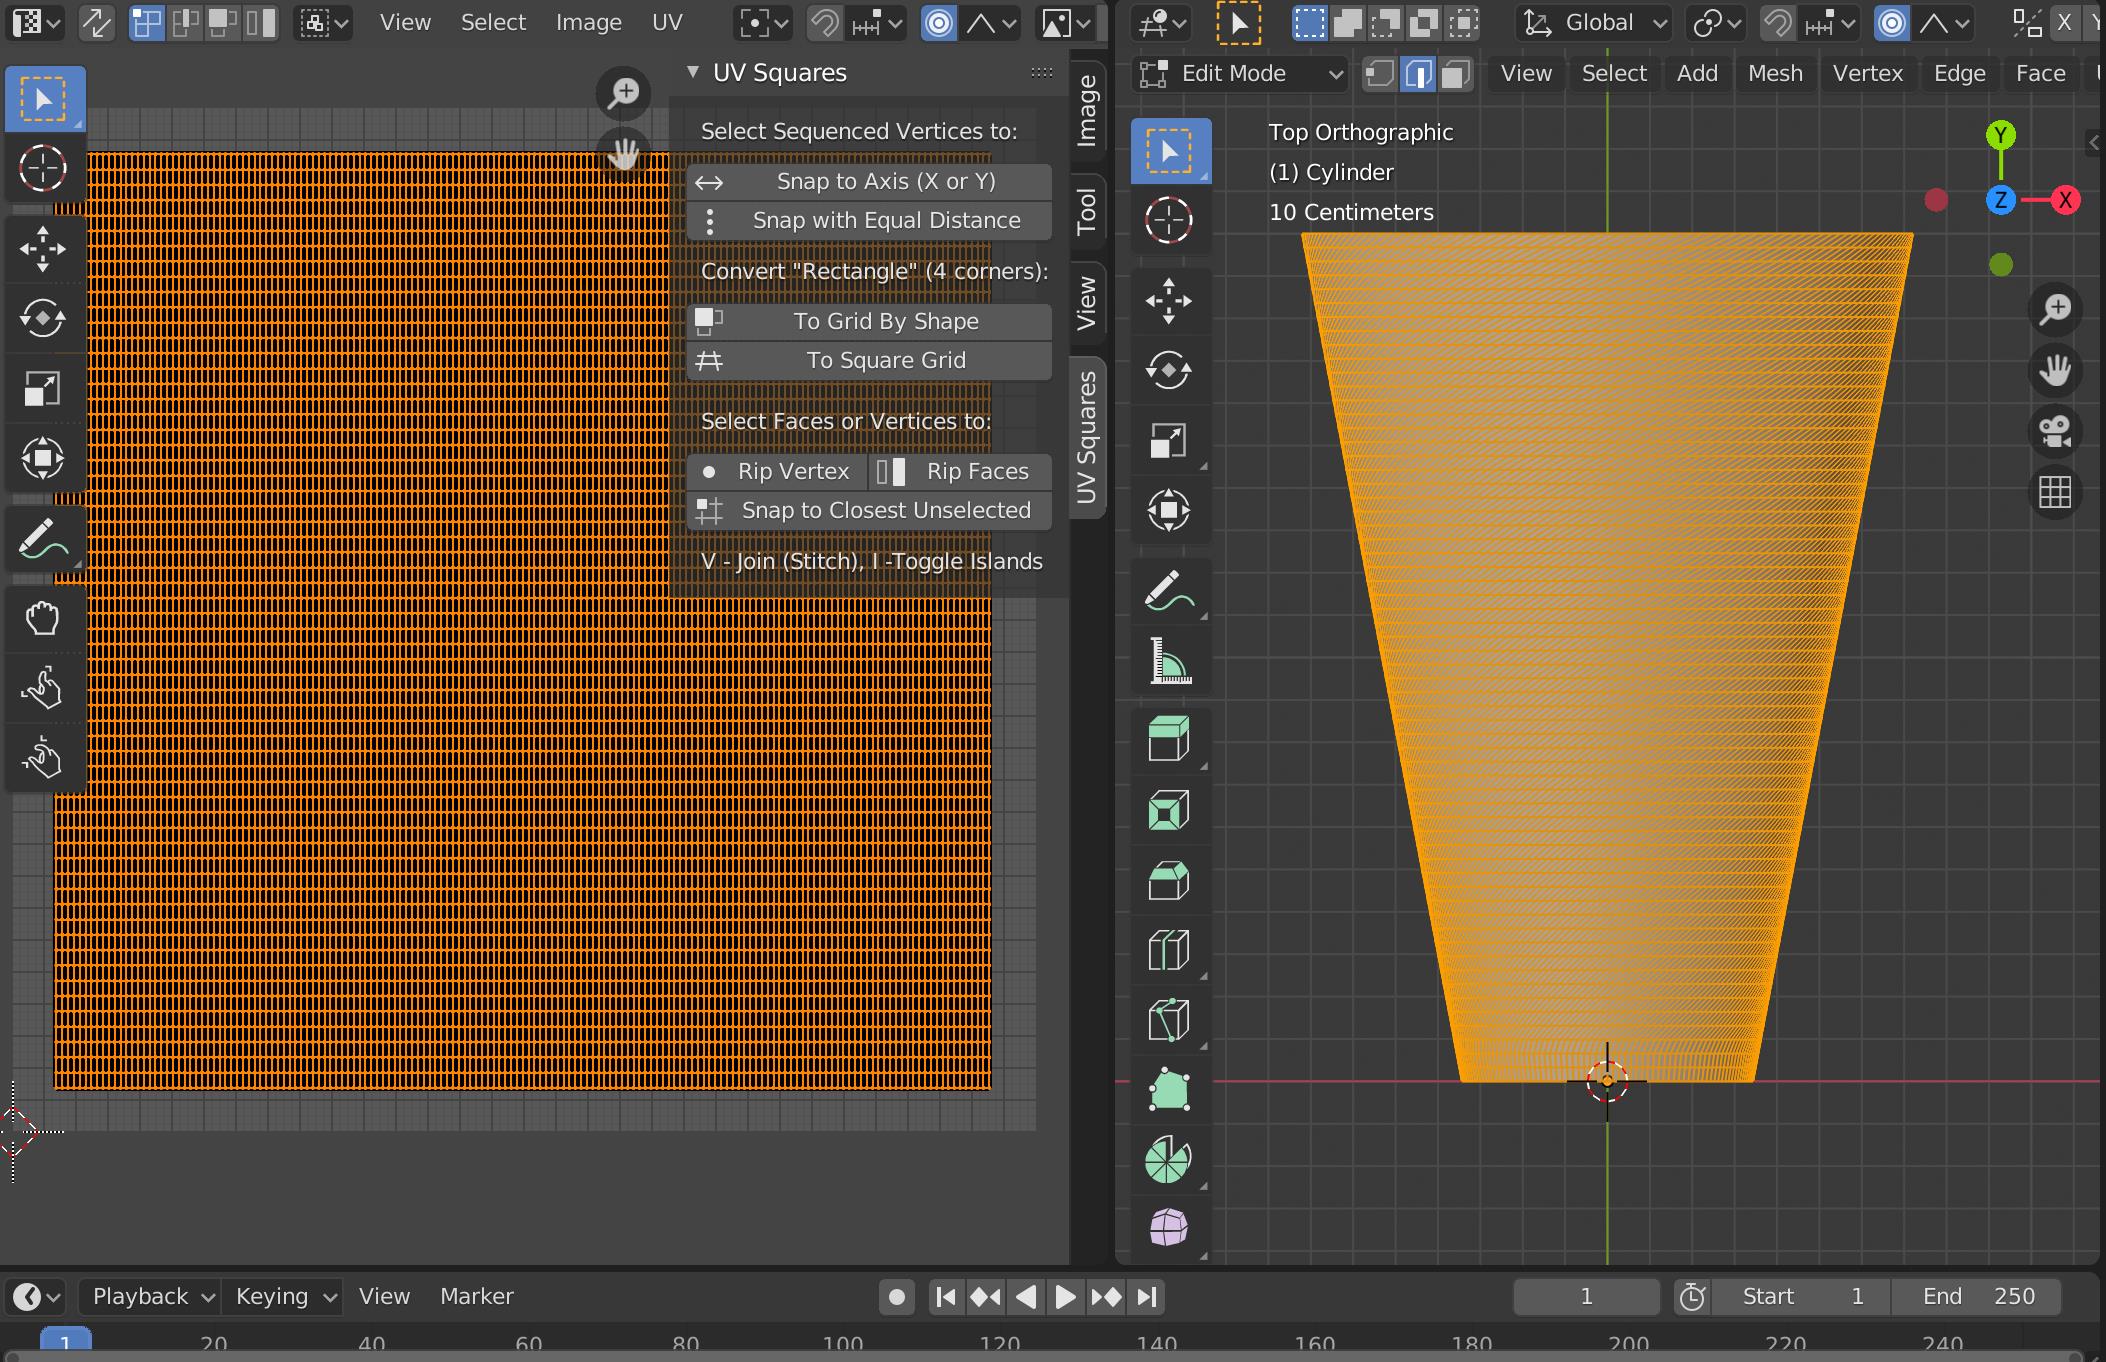 View Select Image UV
UV Squares
Select Sequenced Vertices to:
Snap to Axis (X or Y)
Snap with Equal Distance
Convert "Rectangle" (4 corners):
To Grid By Shape
To Square Grid
Select Faces or Vertices to:
Rip Vertex Rip Faces
Snap to Closest Unselected
V - Join (Stitch), I -Toggle Islands
Image
Tool
View
UV Squares
Global X Y
Edit Mode View Select Add Mesh Vertex Edge Face
Top Orthographic
(1) Cylinder
10 Centimeters
Y
Z
X
Playback Keying View Marker 1 Start 1 End 250
1 20 40 60 80 100 120 140 160 180 200 220 240